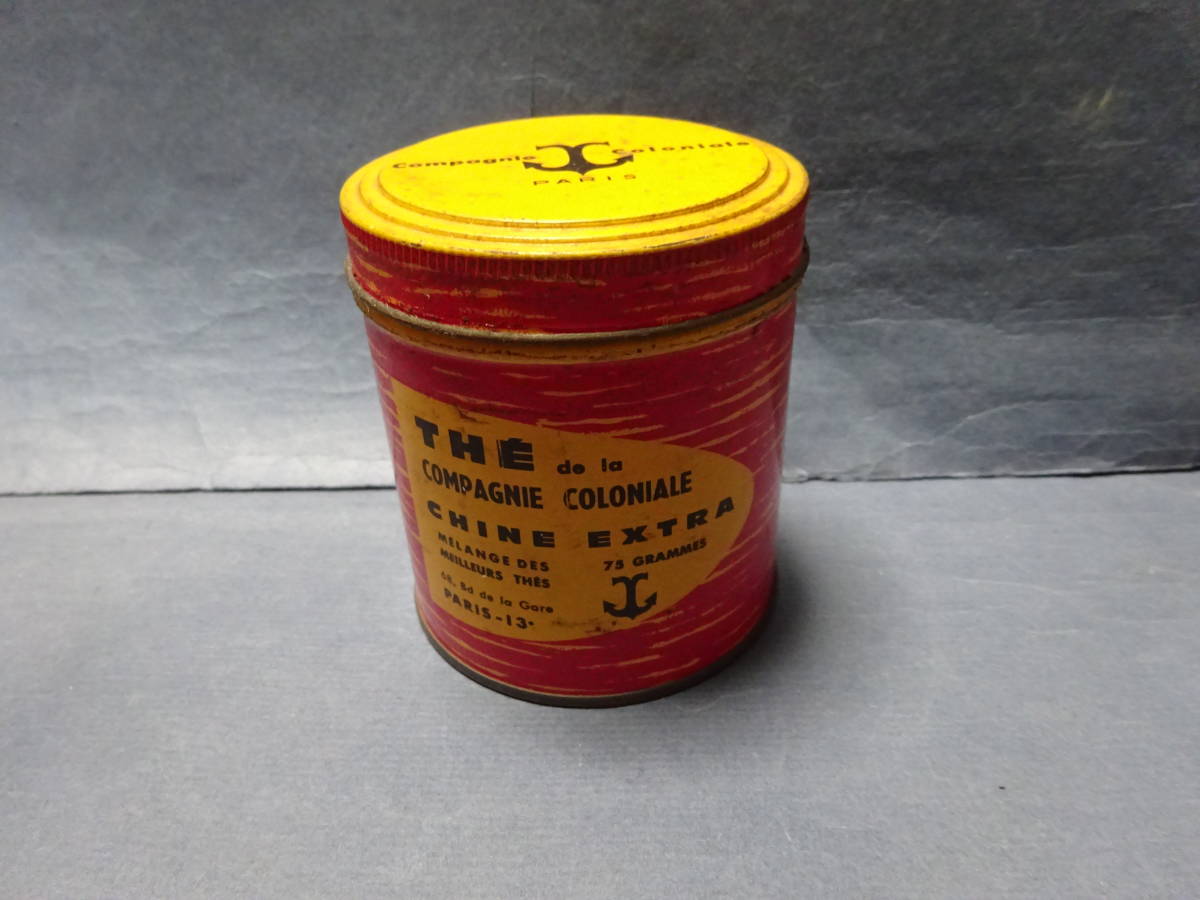 Compagnie Coloniale
PARIS
THÉ de la
COMPAGNIE COLONIALE
CHINE EXTRA
MÉLANGE DES
MEILLEURS THÉS
75 GRAMMES
68, Bd de la Gare
PARIS-13e